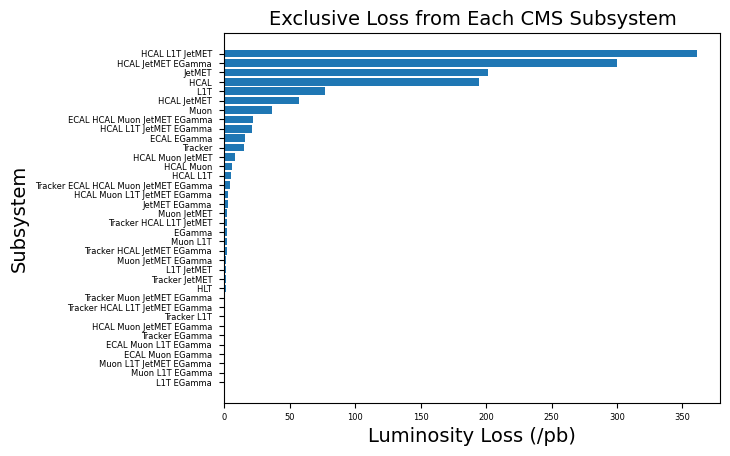 Exclusive Loss from Each CMS Subsystem
HCAL L1T JetMET
HCAL JetMET EGamma
JetMET
HCAL
L1T
HCAL JetMET
Muon
ECAL HCAL Muon JetMET EGamma
HCAL L1T JetMET EGamma
ECAL EGamma
Tracker
HCAL Muon JetMET
HCAL Muon
HCAL L1T
Tracker ECAL HCAL Muon JetMET EGamma
HCAL Muon L1T JetMET EGamma
JetMET EGamma
Muon JetMET
Tracker HCAL L1T JetMET
EGamma
Muon L1T
Tracker HCAL JetMET EGamma
Muon JetMET EGamma
L1T JetMET
Tracker JetMET
HLT
Tracker Muon JetMET EGamma
Tracker HCAL L1T JetMET EGamma
Tracker L1T
HCAL Muon JetMET EGamma
Tracker EGamma
ECAL Muon L1T EGamma
ECAL Muon EGamma
Muon L1T JetMET EGamma
Muon L1T EGamma
L1T EGamma
Subsystem
0 50 100 150 200 250 300 350
Luminosity Loss (/pb)